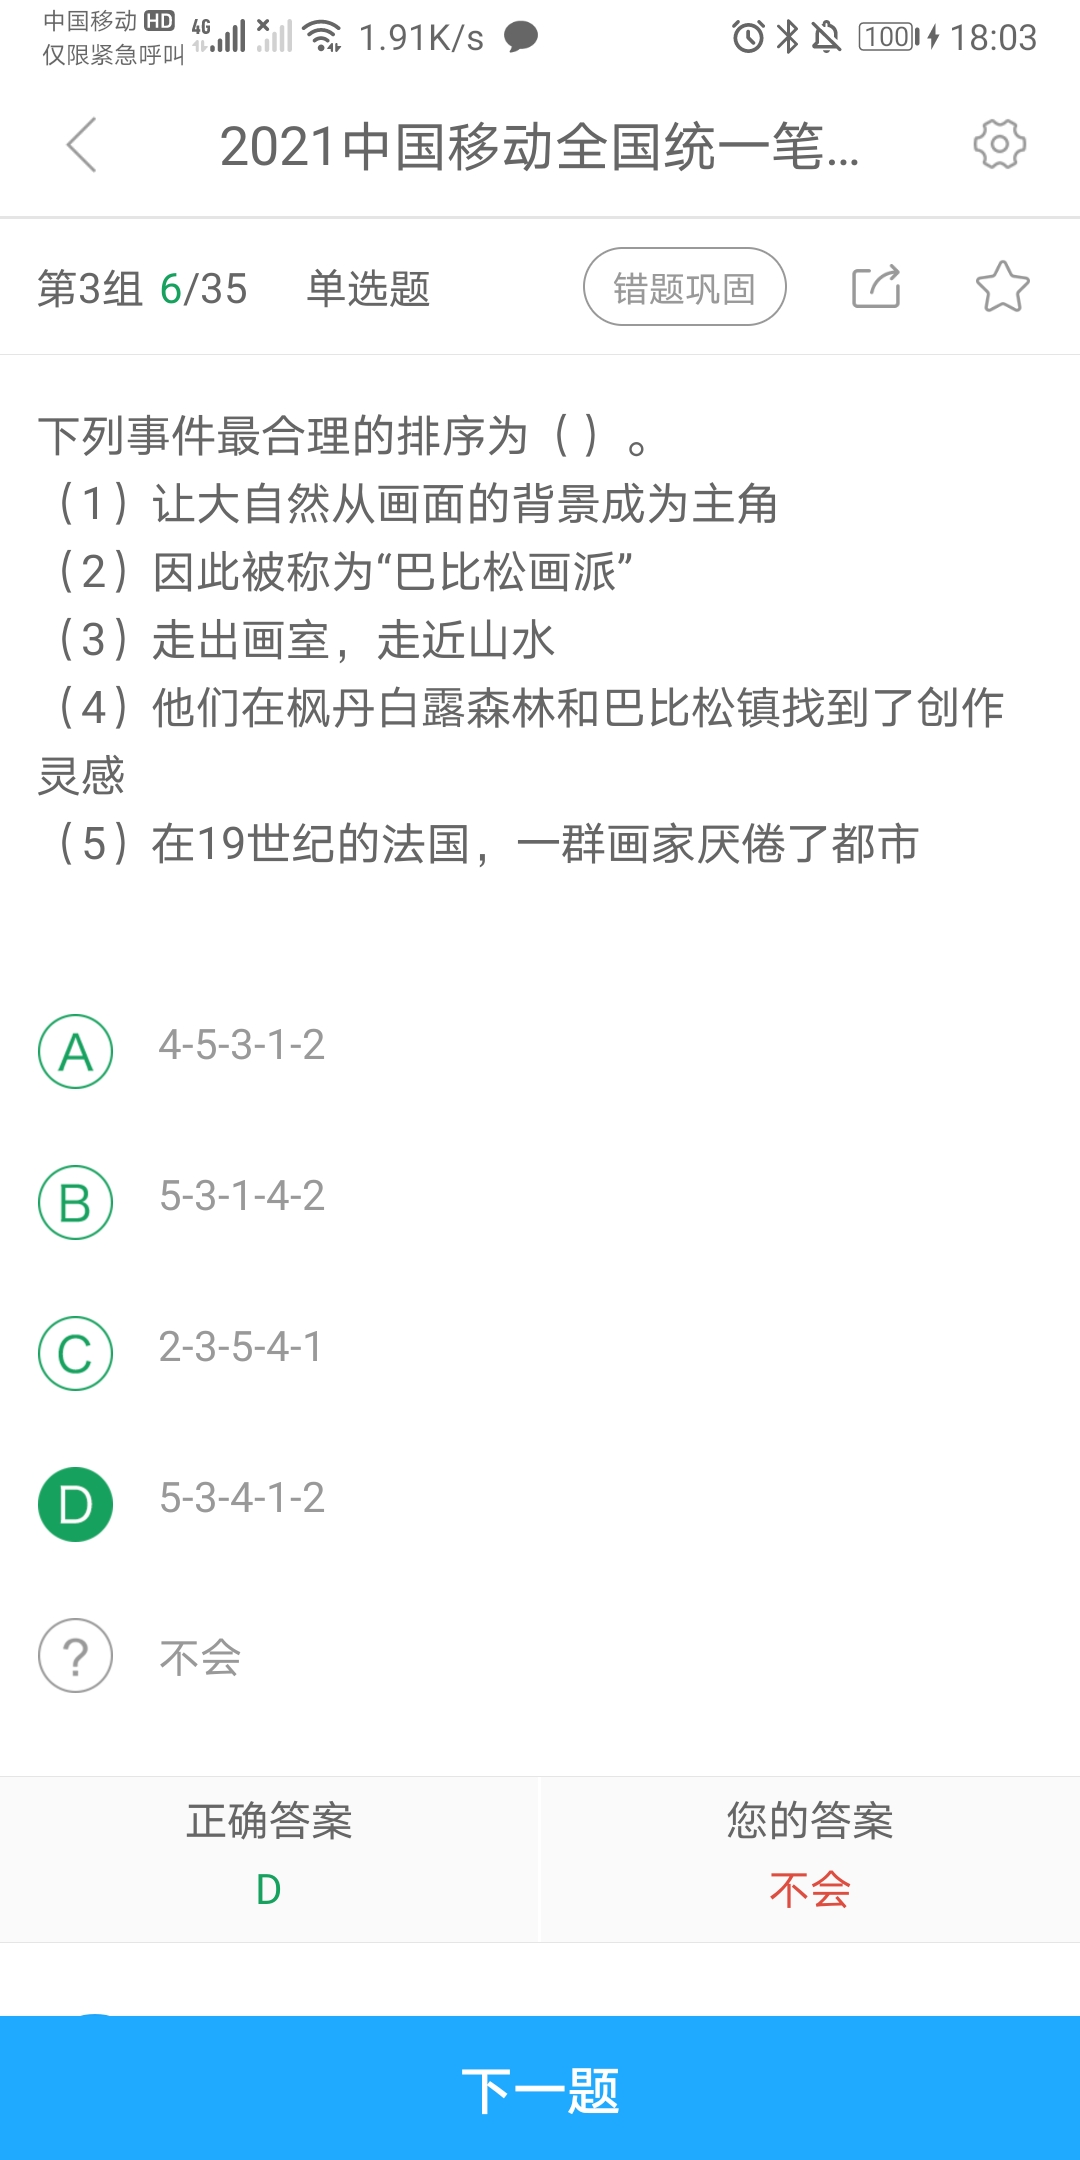 中国移动 HD 4G 1.91K/s 100 18:03
仅限紧急呼叫
2021中国移动全国统一笔...
第3组 6/35 单选题 错题巩固
下列事件最合理的排序为（ ）。
（1）让大自然从画面的背景成为主角
（2）因此被称为“巴比松画派”
（3）走出画室，走近山水
（4）他们在枫丹白露森林和巴比松镇找到了创作
灵感
（5）在19世纪的法国，一群画家厌倦了都市
A 4-5-3-1-2
B 5-3-1-4-2
C 2-3-5-4-1
D 5-3-4-1-2
? 不会
正确答案 您的答案
D 不会
下一题